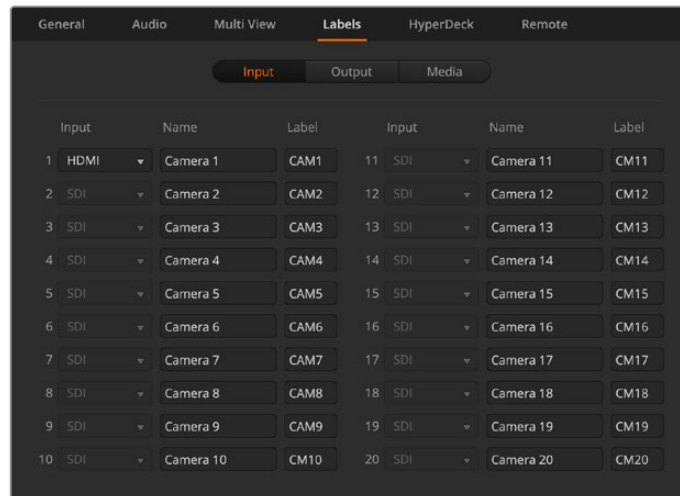 General Audio Multi View Labels HyperDeck Remote
Input Output Media
Input Name Label Input Name Label
1 HDMI Camera 1 CAM1 11 SDI Camera 11 CM11
2 SDI Camera 2 CAM2 12 SDI Camera 12 CM12
3 SDI Camera 3 CAM3 13 SDI Camera 13 CM13
4 SDI Camera 4 CAM4 14 SDI Camera 14 CM14
5 SDI Camera 5 CAM5 15 SDI Camera 15 CM15
6 SDI Camera 6 CAM6 16 SDI Camera 16 CM16
7 SDI Camera 7 CAM7 17 SDI Camera 17 CM17
8 SDI Camera 8 CAM8 18 SDI Camera 18 CM18
9 SDI Camera 9 CAM9 19 SDI Camera 19 CM19
10 SDI Camera 10 CM10 20 SDI Camera 20 CM20